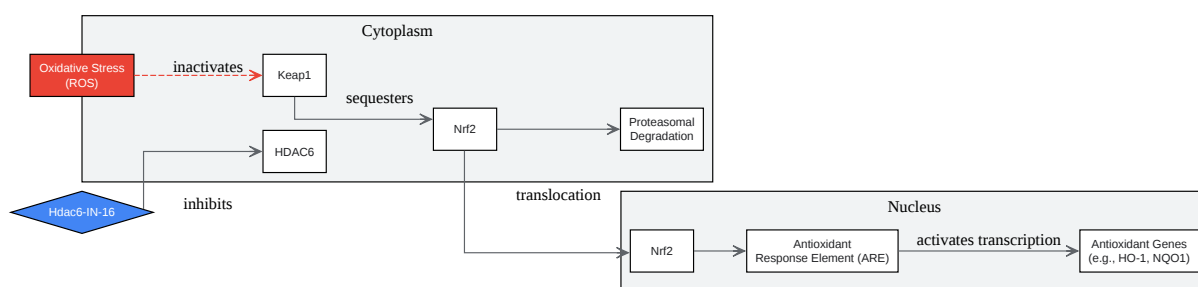 Cytoplasm
Oxidative Stress
(ROS)
inactivates
Keap1
sequesters
Nrf2
Proteasomal
Degradation
HDAC6
Hdac6-IN-16
inhibits
translocation
Nucleus
Nrf2
Antioxidant
Response Element (ARE)
activates transcription
Antioxidant Genes
(e.g., HO-1, NQO1)